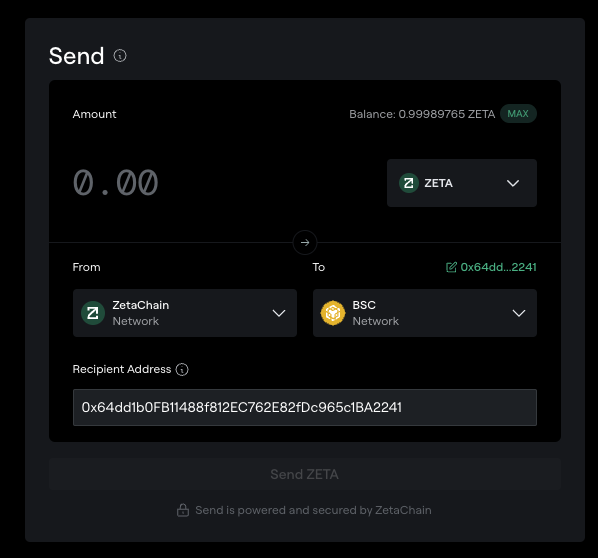 Send
Amount
Balance: 0.99989765 ZETA MAX
0.00
ZETA
From
To
0x64dd...2241
ZetaChain
Network
BSC
Network
Recipient Address
0x64dd1b0FB11488f812EC762E82fDc965c1BA2241
Send ZETA
Send is powered and secured by ZetaChain